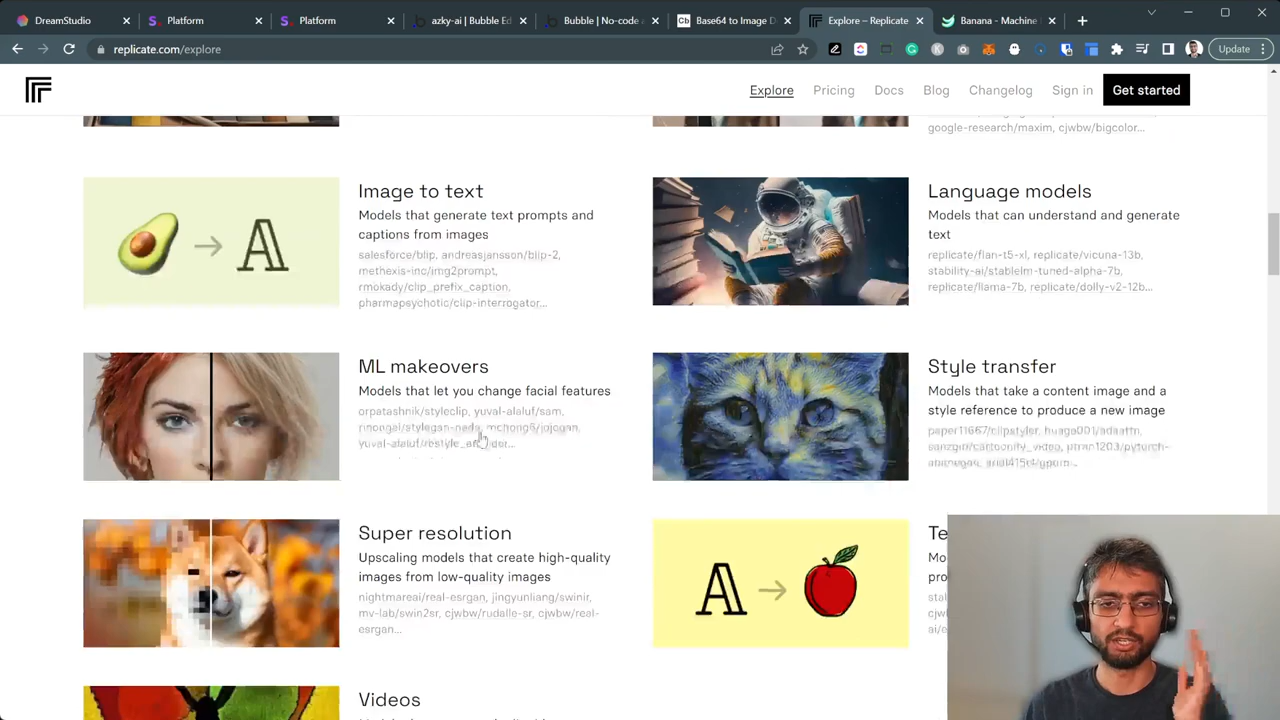 DreamStudio
Platform
Platform
azky-ai | Bubble Ed
Bubble | No-code a
Base64 to Image D
Explore – Replicate
Banana - Machine
replicate.com/explore
Update
Explore
Pricing
Docs
Blog
Changelog
Sign in
Get started
google-research/maxim, cjwbw/bigcolor...
Image to text
Models that generate text prompts and
captions from images
salesforce/blip, andreasjansson/blip-2,
methexis-inc/img2prompt,
rmokady/clip_prefix_caption,
pharmapsychotic/clip-interrogator...
A
Language models
Models that can understand and generate
text
replicate/flan-t5-xl, replicate/vicuna-13b,
stability-ai/stablelm-tuned-alpha-7b,
replicate/llama-7b, replicate/dolly-v2-12b...
ML makeovers
Models that let you change facial features
orpatashnik/styleclip, yuval-alaluf/sam,
Style transfer
Models that take a content image and a
style reference to produce a new image
Super resolution
Upscaling models that create high-quality
images from low-quality images
nightmareai/real-esrgan, jingyunliang/swinir,
mv-lab/swin2sr, cjwbw/rudalle-sr, cjwbw/real-
esrgan...
A
Te
Mo
pro
sta
cjw
ai/
Videos